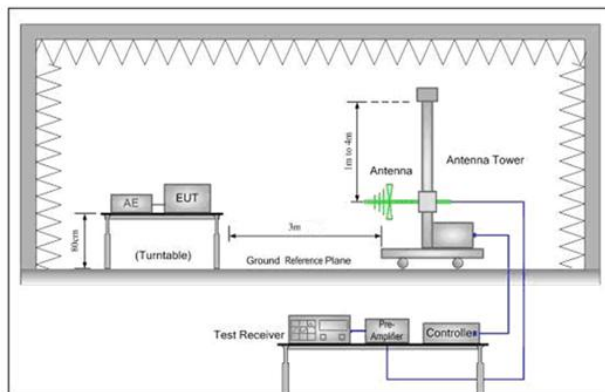 1m to 4m
Antenna
Antenna Tower
AE
EUT
80cm
(Turntable)
3m
Ground Reference Plane
Test Receiver
Pre-
Amplifier
Controller